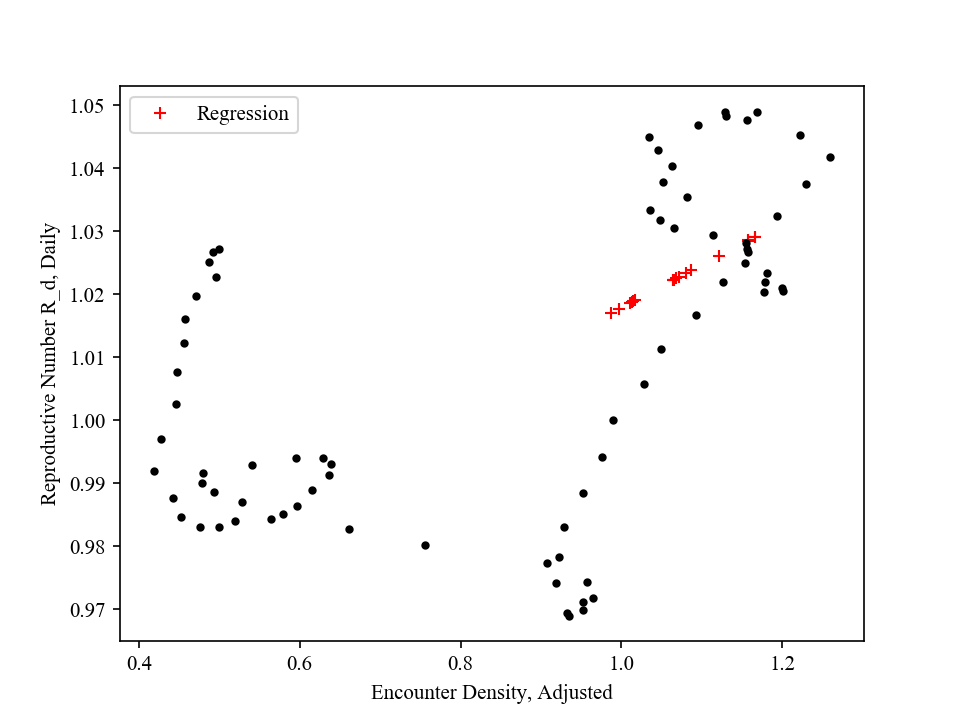 Regression
1.05
1.04
1.03
1.02
1.01
1.00
0.99
0.98
0.97
Reproductive Number R_d, Daily
0.4 0.6 0.8 1.0 1.2
Encounter Density, Adjusted